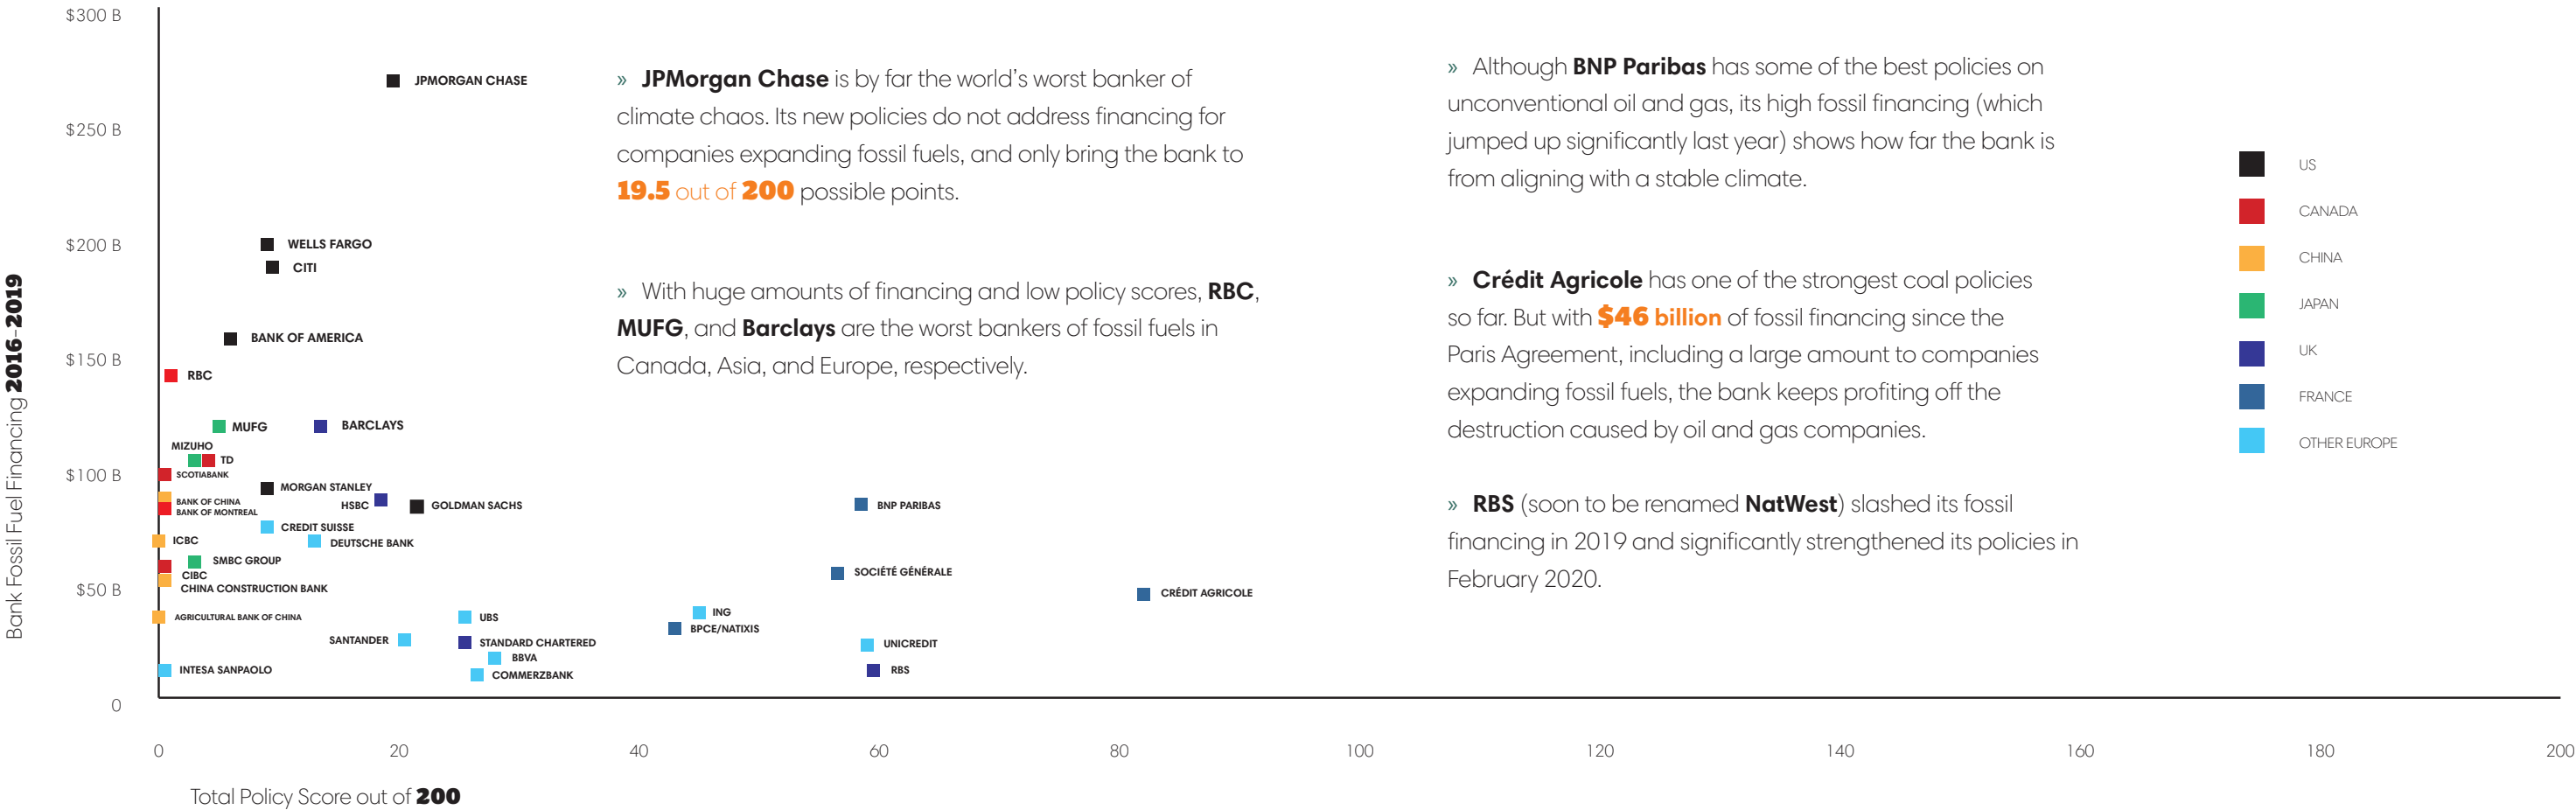 $300 B
$250 B
$200 B
$150 B
$100 B
$50 B
0
Bank Fossil Fuel Financing 2016-2019
JPMORGAN CHASE
WELLS FARGO
CITI
BANK OF AMERICA
RBC
MUFG
BARCLAYS
MIZUHO
TD
SCOTIABANK
MORGAN STANLEY
BANK OF CHINA
HSBC
GOLDMAN SACHS
BNP PARIBAS
BANK OF MONTREAL
CREDIT SUISSE
ICBC
DEUTSCHE BANK
SMBC GROUP
SOCIÉTÉ GÉNÉRALE
CIBC
CHINA CONSTRUCTION BANK
CRÉDIT AGRICOLE
ING
AGRICULTURAL BANK OF CHINA
UBS
BPCE/NATIXIS
SANTANDER
STANDARD CHARTERED
UNICREDIT
BBVA
INTESA SANPAOLO
RBS
COMMERZBANK
0 20 40 60 80 100 120 140 160 180 200
Total Policy Score out of 200
» JPMorgan Chase is by far the world's worst banker of
climate chaos. Its new policies do not address financing for
companies expanding fossil fuels, and only bring the bank to
19.5 out of 200 possible points.
» With huge amounts of financing and low policy scores, RBC,
MUFG, and Barclays are the worst bankers of fossil fuels in
Canada, Asia, and Europe, respectively.
» Although BNP Paribas has some of the best policies on
unconventional oil and gas, its high fossil financing (which
jumped up significantly last year) shows how far the bank is
from aligning with a stable climate.
» Crédit Agricole has one of the strongest coal policies
so far. But with $46 billion of fossil financing since the
Paris Agreement, including a large amount to companies
expanding fossil fuels, the bank keeps profiting off the
destruction caused by oil and gas companies.
» RBS (soon to be renamed NatWest) slashed its fossil
financing in 2019 and significantly strengthened its policies in
February 2020.
US
CANADA
CHINA
JAPAN
UK
FRANCE
OTHER EUROPE